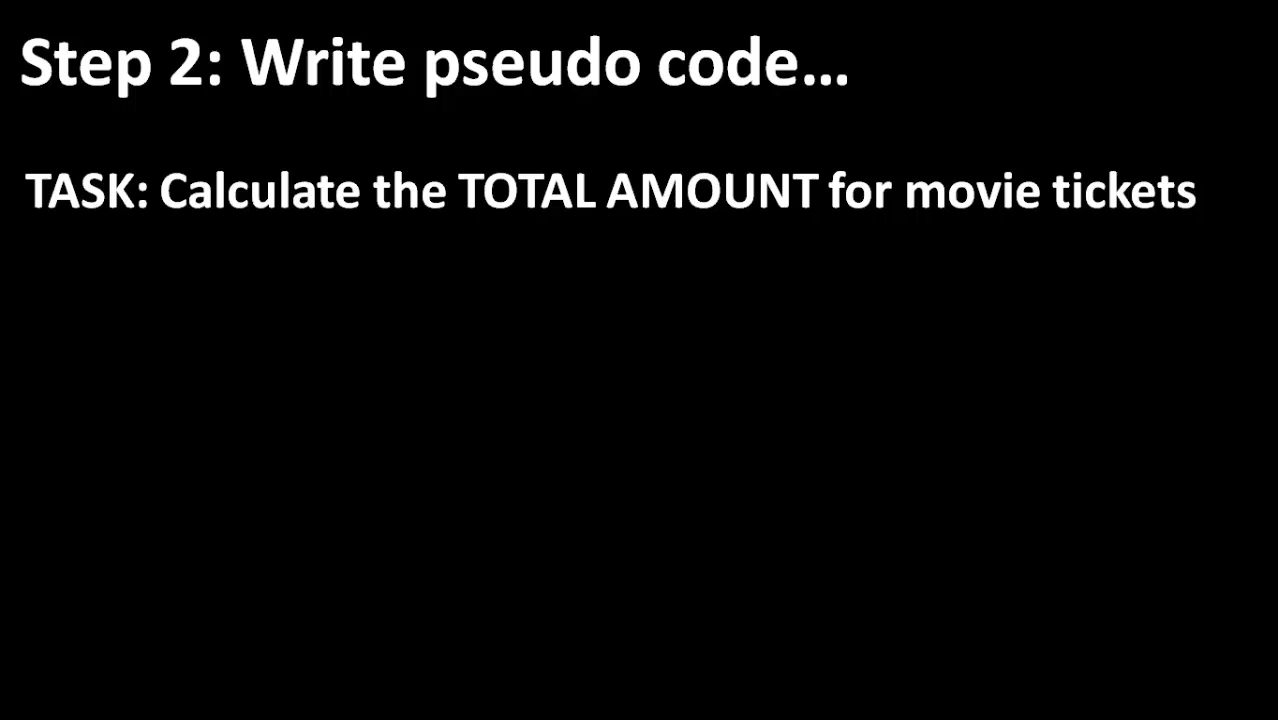 Step 2: Write pseudo code...
TASK: Calculate the TOTAL AMOUNT for movie tickets